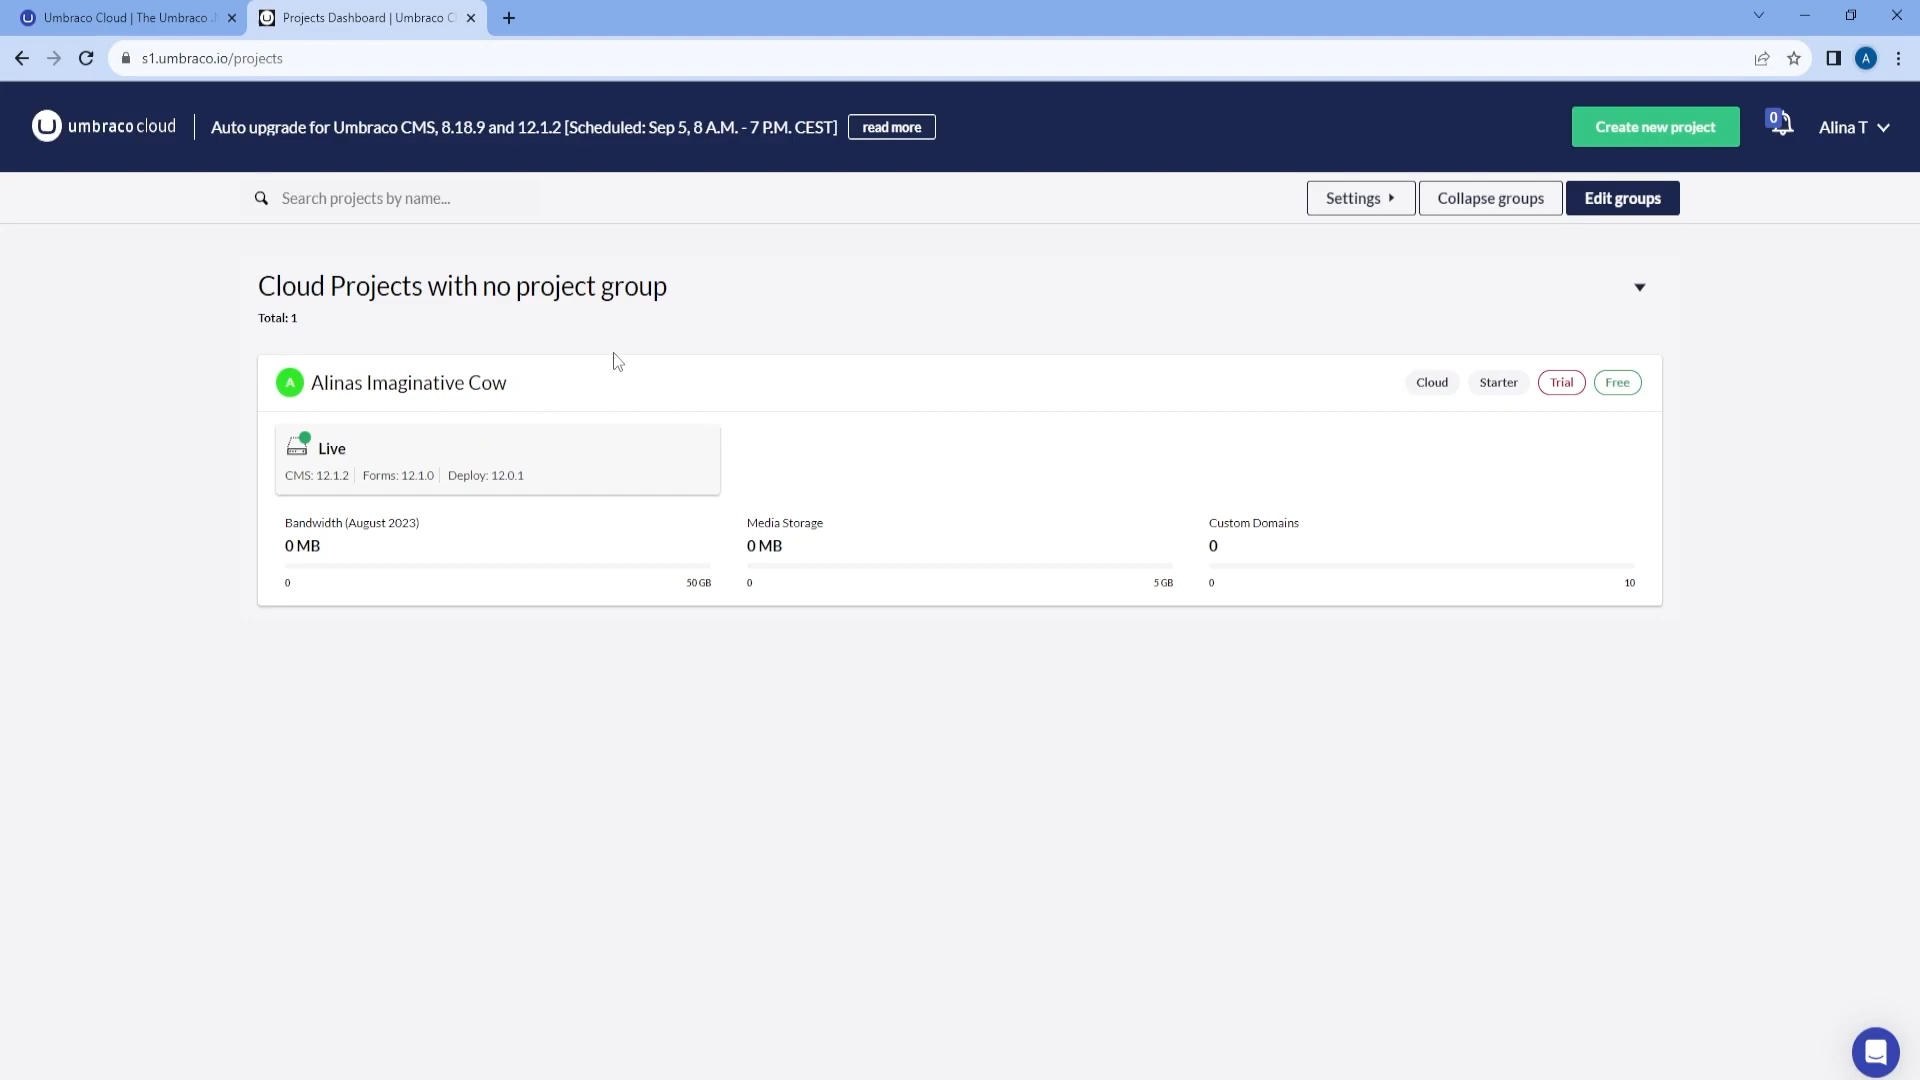 Umbraco Cloud | The Umbraco .
Projects Dashboard | Umbraco C
s1.umbraco.io/projects
A
umbraco cloud
Auto upgrade for Umbraco CMS, 8.18.9 and 12.1.2 [Scheduled: Sep 5, 8 A.M. - 7 P.M. CEST]
read more
Create new project
0
Alina T
Search projects by name...
Settings
Collapse groups
Edit groups
Cloud Projects with no project group
Total: 1
A
Alinas Imaginative Cow
Cloud
Starter
Trial
Free
Live
CMS: 12.1.2
Forms: 12.1.0
Deploy: 12.0.1
Bandwidth (August 2023)
0 MB
0
50 GB
Media Storage
0 MB
0
5 GB
Custom Domains
0
0
10